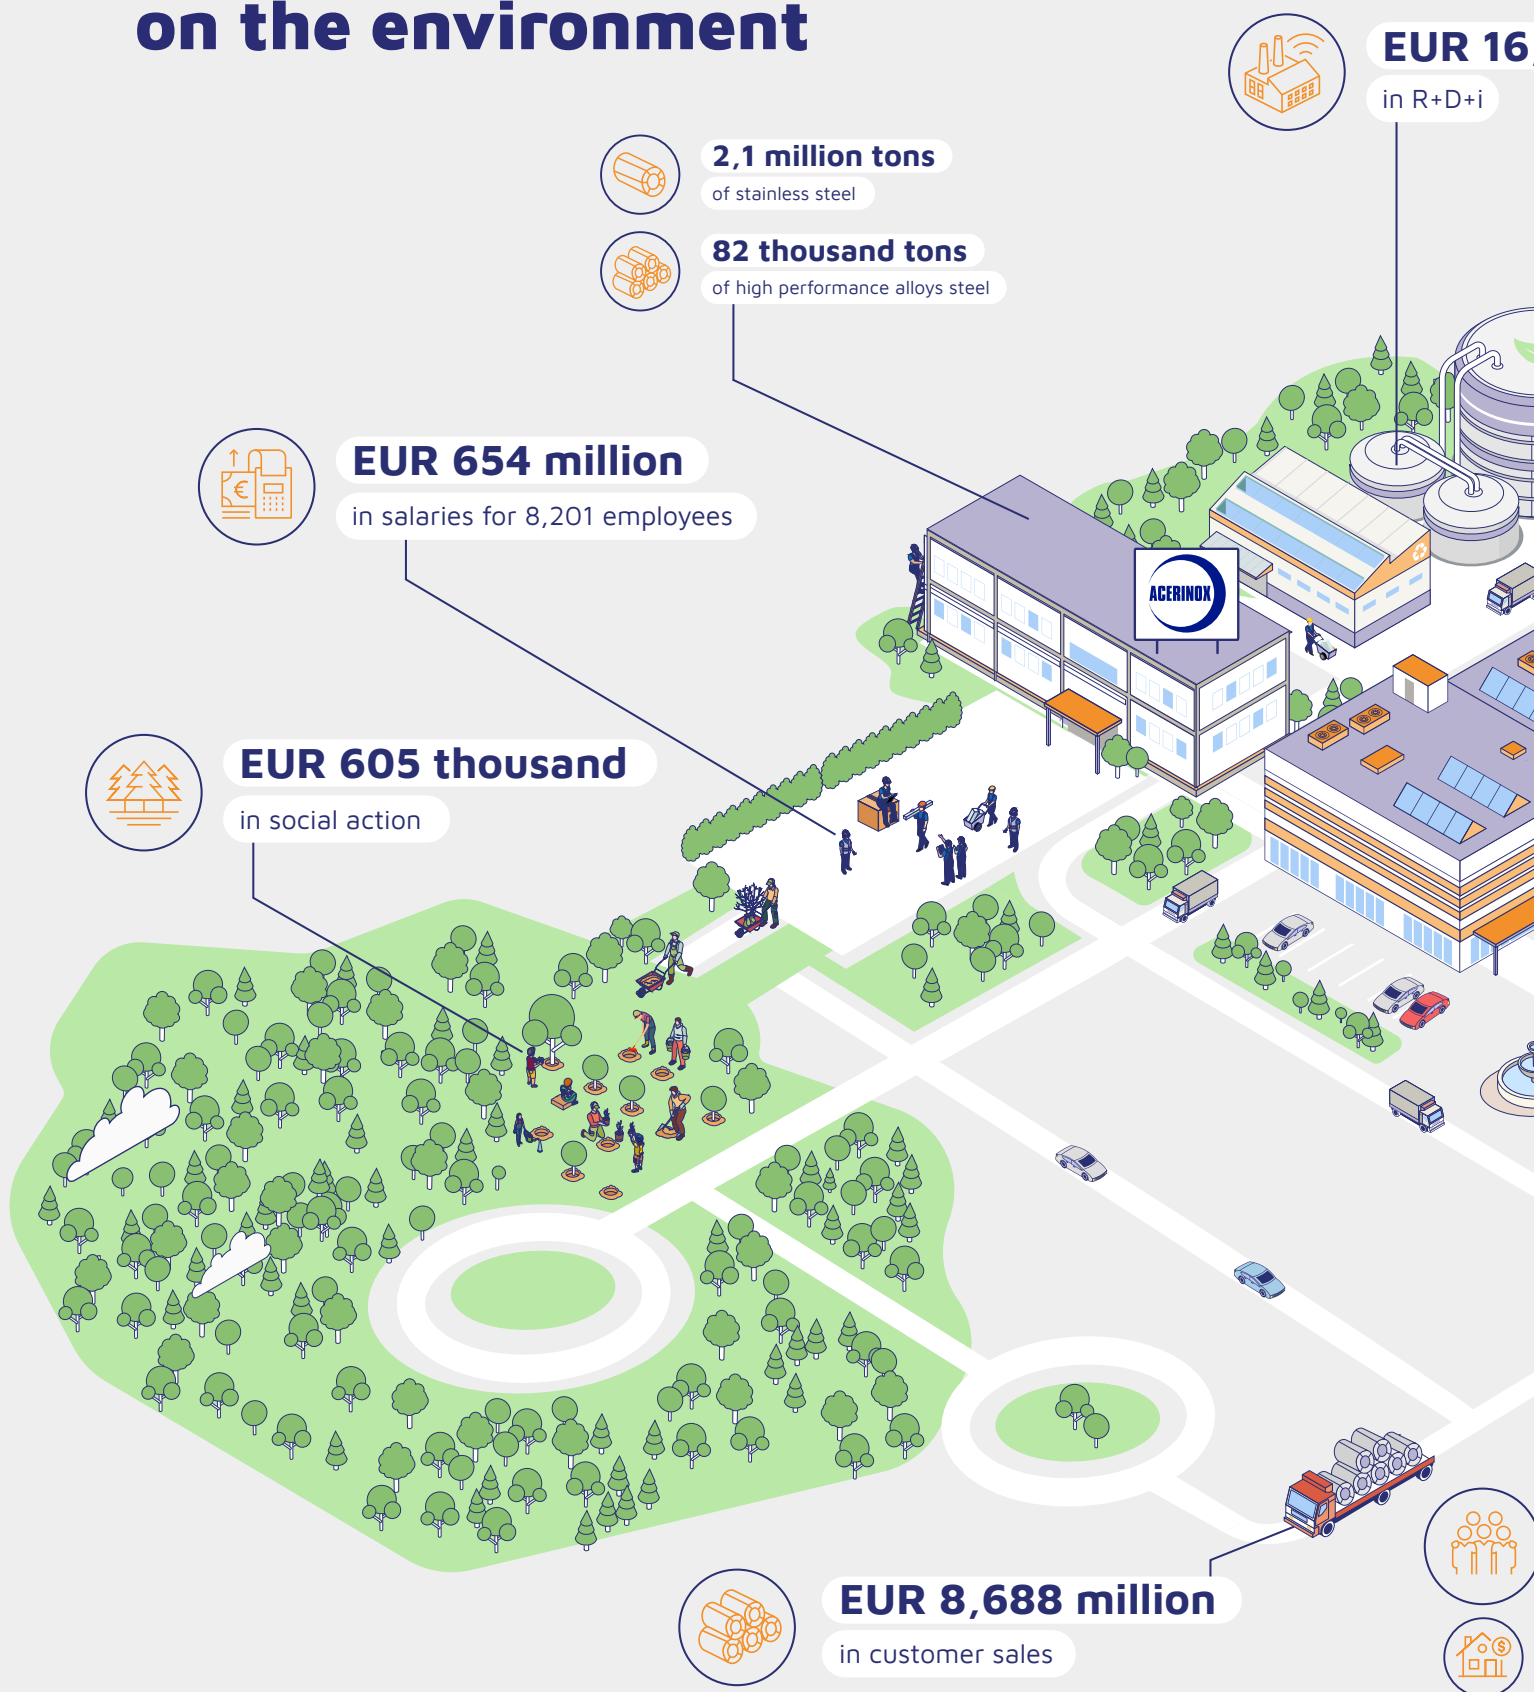 on the environment
EUR 16,
in R+D+i
2,1 million tons
of stainless steel
82 thousand tons
of high performance alloys steel
EUR 654 million
in salaries for 8,201 employees
ACERINOX
EUR 605 thousand
in social action
EUR 8,688 million
in customer sales